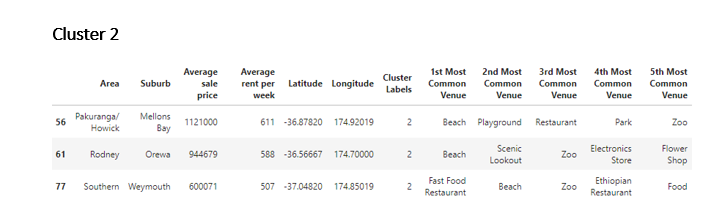 Cluster 2
Area Suburb Average sale price Average rent per week Latitude Longitude Cluster Labels 1st Most Common Venue 2nd Most Common Venue 3rd Most Common Venue 4th Most Common Venue 5th Most Common Venue
56 Pakuranga/ Howick Mellons Bay 1121000 611 -36.87820 174.92019 2 Beach Playground Restaurant Park Zoo
61 Rodney Orewa 944679 588 -36.56667 174.70000 2 Beach Scenic Lookout Zoo Electronics Store Flower Shop
77 Southern Weymouth 600071 507 -37.04820 174.85019 2 Fast Food Restaurant Beach Zoo Ethiopian Restaurant Food